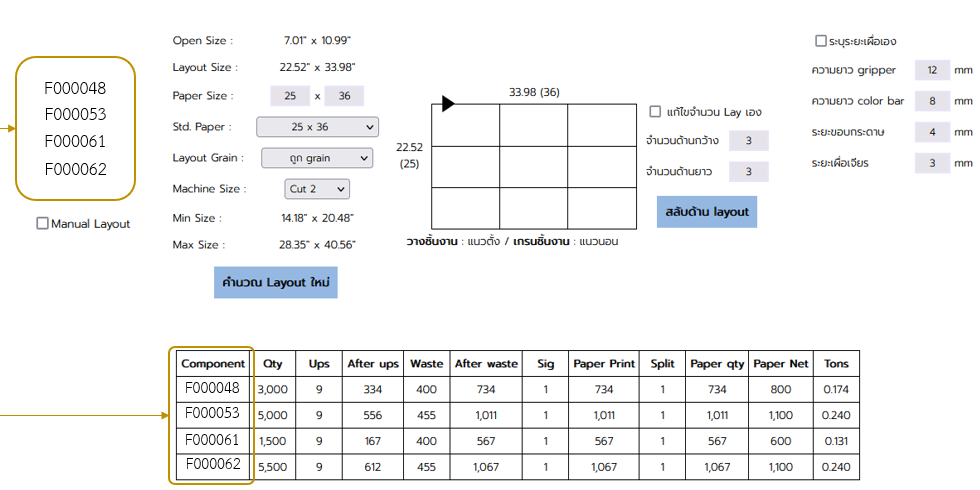 F000048
F000053
F000061
F000062
Manual Layout
Open Size : 7.01" x 10.99"
Layout Size : 22.52" x 33.98"
Paper Size : 25 x 36
Std. Paper : 25 x 36
Layout Grain : ถูก grain
Machine Size : Cut 2
Min Size : 14.18" x 20.48"
Max Size : 28.35" x 40.56"
คำนวณ Layout ใหม่
33.98 (36)
22.52
(25)
วางชิ้นงาน : แนวตั้ง / เกรนชิ้นงาน : แนวนอน
แก้ไขจำนวน Lay เอง
จำนวนด้านกว้าง 3
จำนวนด้านยาว 3
สลับด้าน layout
ระบุระยะเผื่อเอง
ความยาว gripper 12 mm
ความยาว color bar 8 mm
ระยะขอบกระดาษ 4 mm
ระยะเผื่อเจียร 3 mm
Component Qty Ups After ups Waste After waste Sig Paper Print Split Paper qty Paper Net Tons
F000048 3,000 9 334 400 734 1 734 1 734 800 0.174
F000053 5,000 9 556 455 1,011 1 1,011 1 1,011 1,100 0.240
F000061 1,500 9 167 400 567 1 567 1 567 600 0.131
F000062 5,500 9 612 455 1,067 1 1,067 1 1,067 1,100 0.240